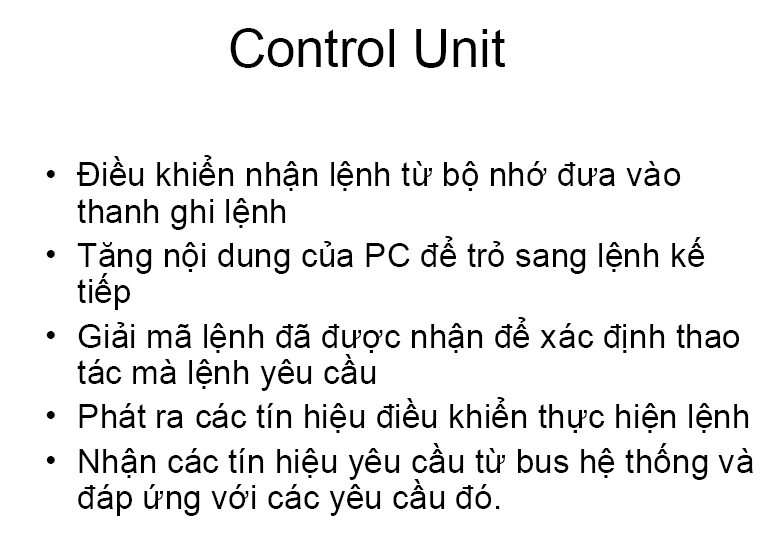 Control Unit
• Điều khiển nhận lệnh từ bộ nhớ đưa vào
thanh ghi lệnh
• Tăng nội dung của PC để trỏ sang lệnh kế
tiếp
• Giải mã lệnh đã được nhận để xác định thao
tác mà lệnh yêu cầu
• Phát ra các tín hiệu điều khiển thực hiện lệnh
• Nhận các tín hiệu yêu cầu từ bus hệ thống và
đáp ứng với các yêu cầu đó.